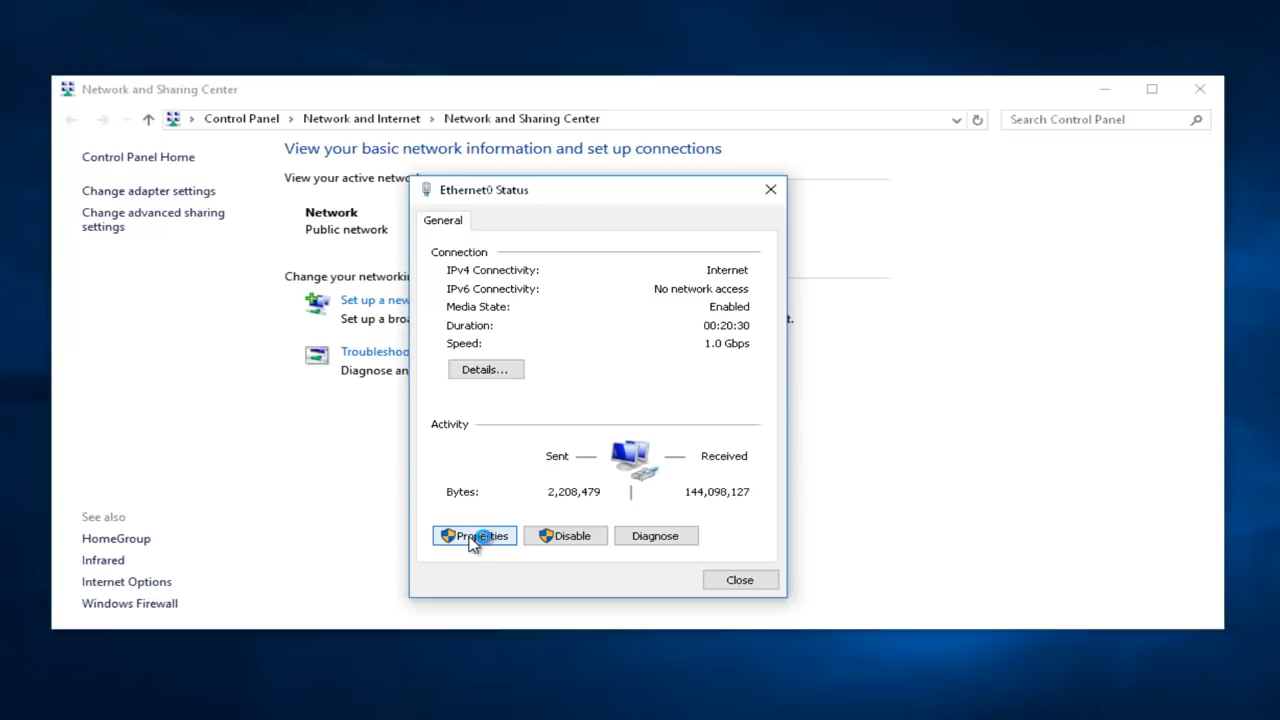 Network and Sharing Center
Control Panel
Network and Internet
Network and Sharing Center
Search Control Panel
Control Panel Home
Change adapter settings
Change advanced sharing
settings
View your basic network information and set up connections
View your active netwo
Network
Public network
Change your networkin
Set up a new
Set up a bro
t.
Troubleshoo
Diagnose an
Ethernet0 Status
General
Connection
IPv4 Connectivity: Internet
IPv6 Connectivity: No network access
Media State: Enabled
Duration: 00:20:30
Speed: 1.0 Gbps
Details...
Activity
Sent Received
Bytes: 2,208,479 144,098,127
Properties Disable Diagnose
Close
See also
HomeGroup
Infrared
Internet Options
Windows Firewall